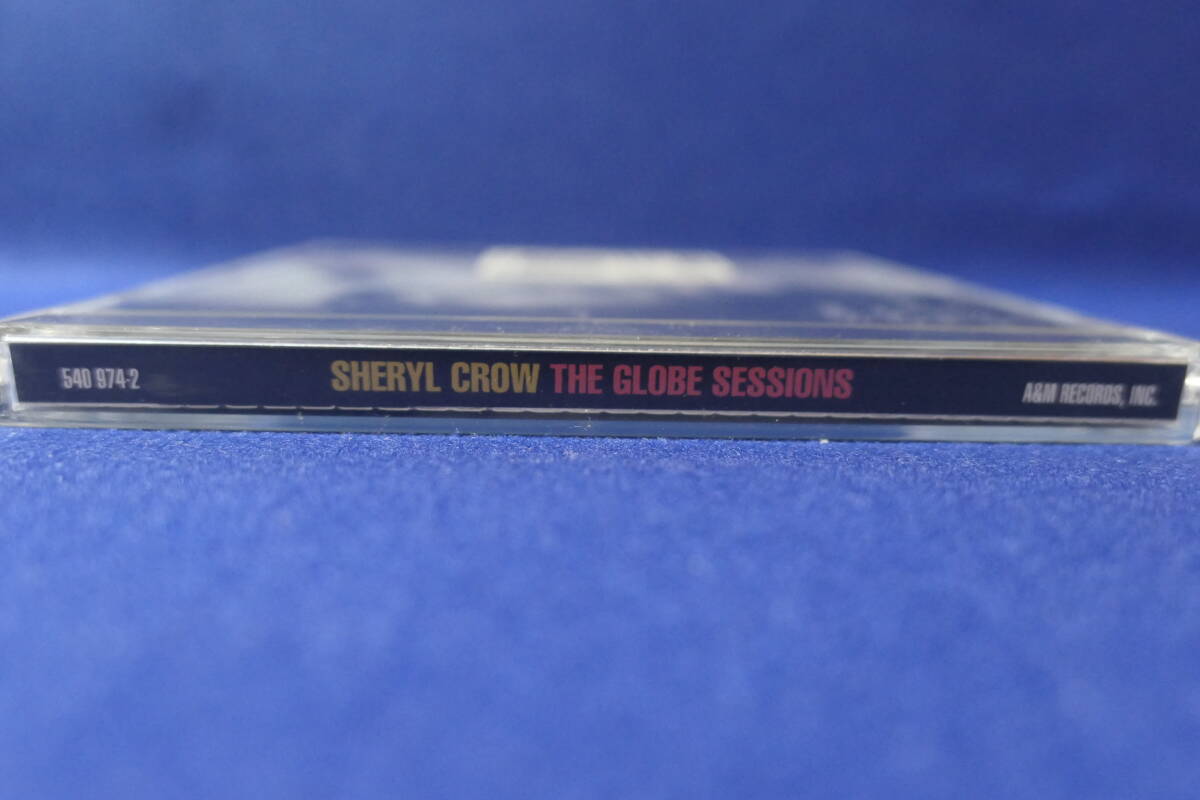 540 974-2 SHERYL CROW THE GLOBE SESSIONS A&M RECORDS, INC.